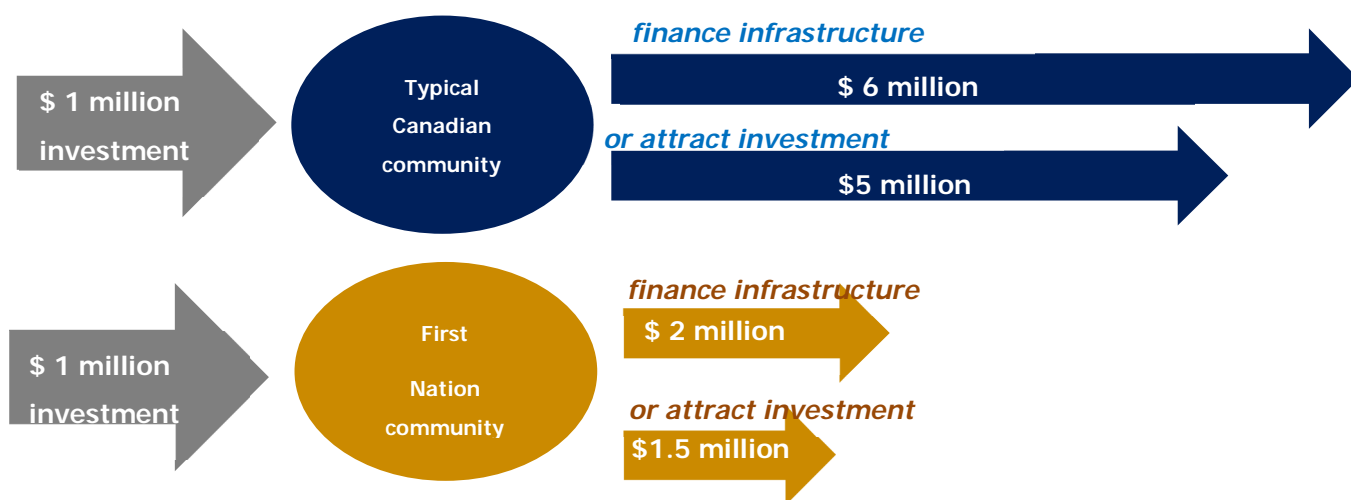 finance infrastructure
$ 6 million
$ 1 million
investment
Typical
Canadian
community
or attract investment
$5 million
finance infrastructure
$ 2 million
$ 1 million
investment
First
Nation
community
or attract investment
$1.5 million